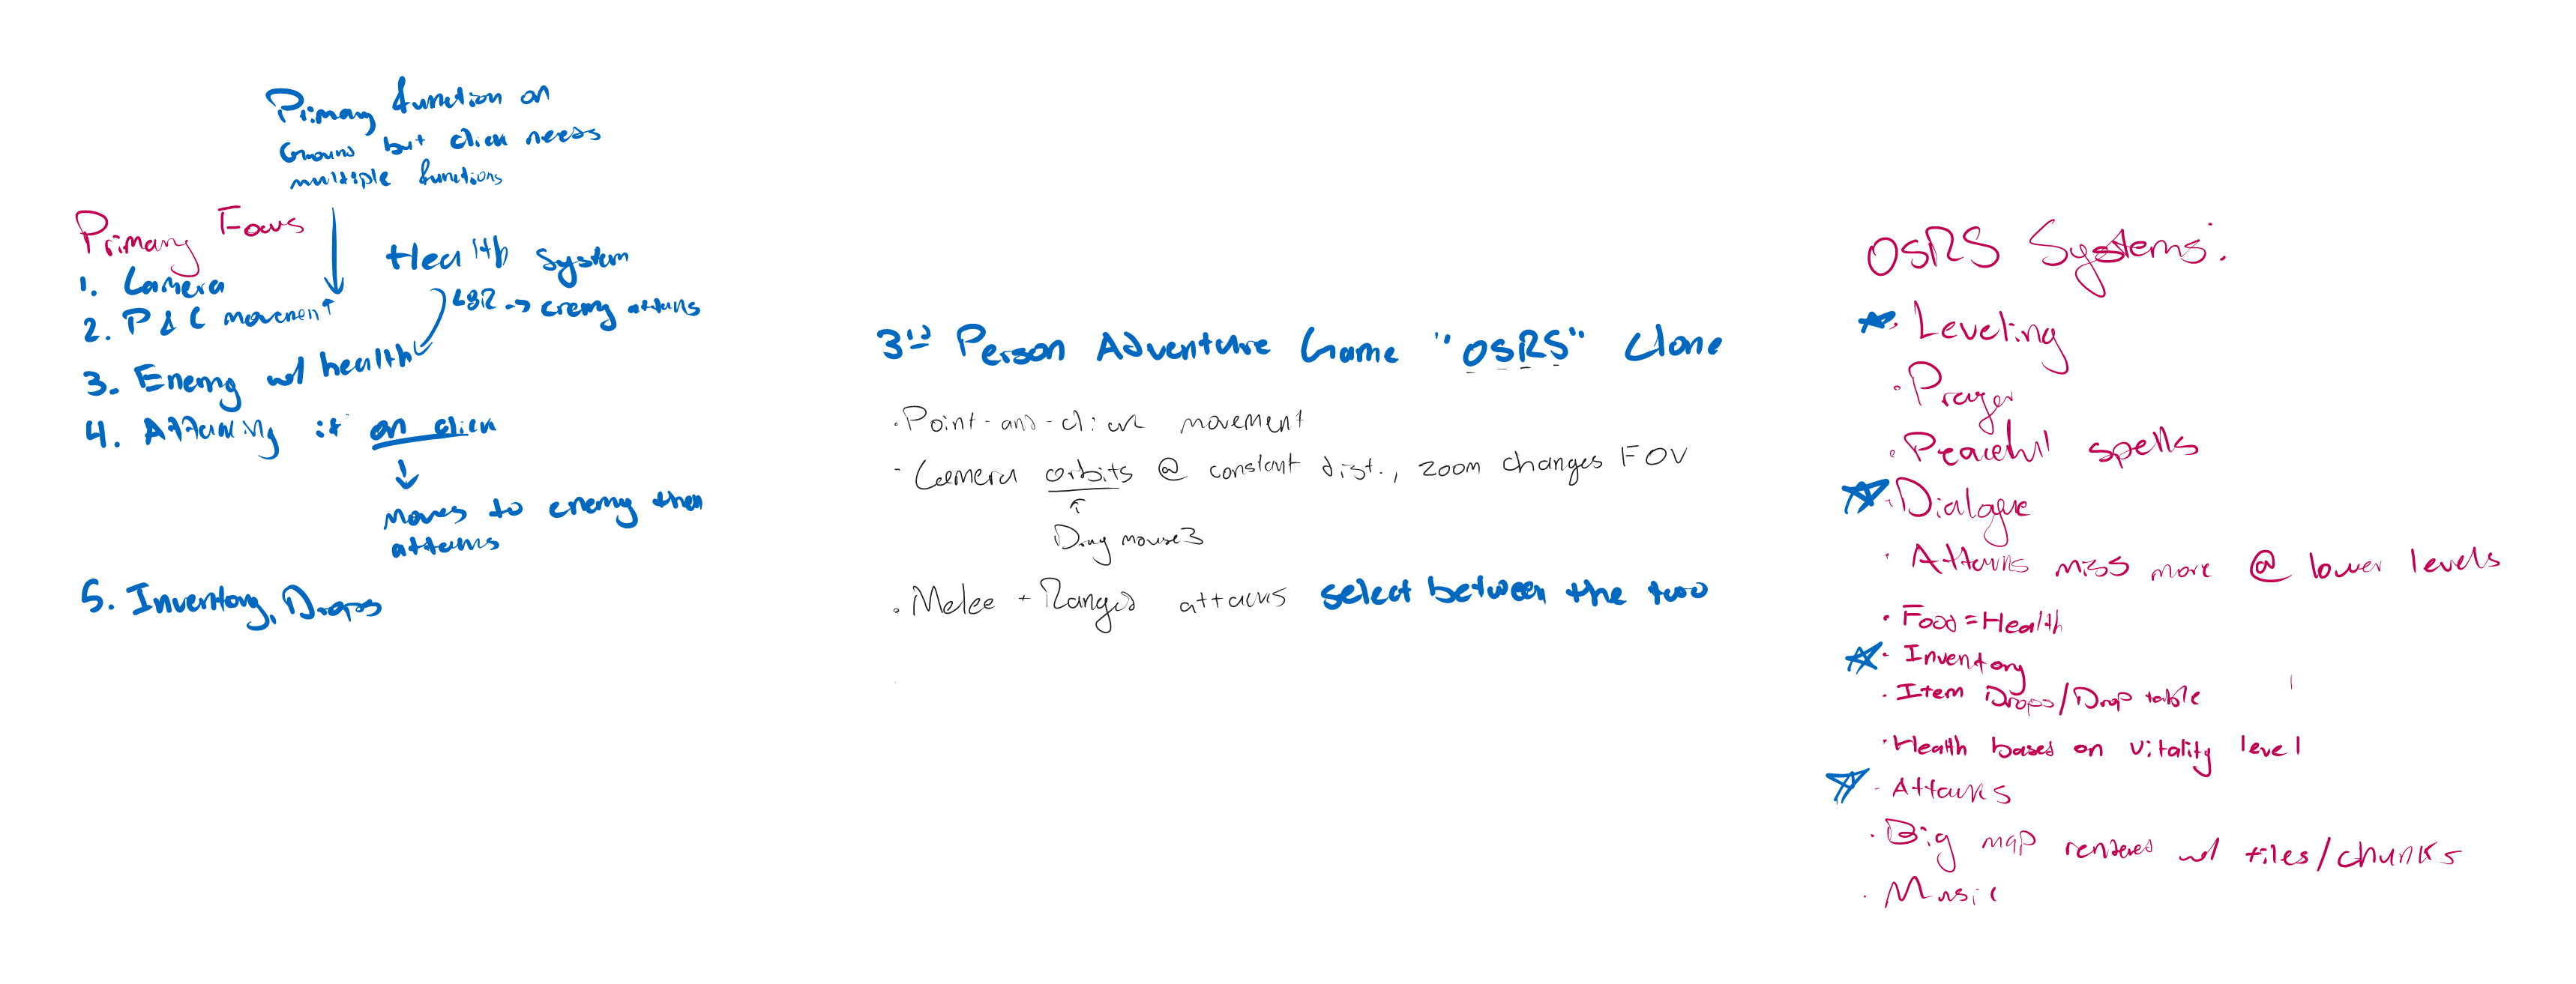 Primary function on
Ground but click needs
multiple functions
Primary Focus
1. Camera
2. P & C movement
3. Enemy w/ health
4. Attacking it on click
moves to enemy then
attacks
5. Inventory, Drops
Health System
→ enemy attacks
3rd Person Adventure Game "OSRS" Clone
· Point-and-click movement
- Camera orbits @ constant dist., zoom changes FOV
Drag mouse3
· Melee + Ranged attacks select between the two
OSRS Systems:
· Leveling
· Prayer
· Peaceful spells
· Dialogue
· Attacks miss more @ lower levels
· Food = Health
· Inventory
· Item Drops/Drop table
· Health based on vitality level
· Attacks
· Big map rendered w/ tiles/chunks
· Music